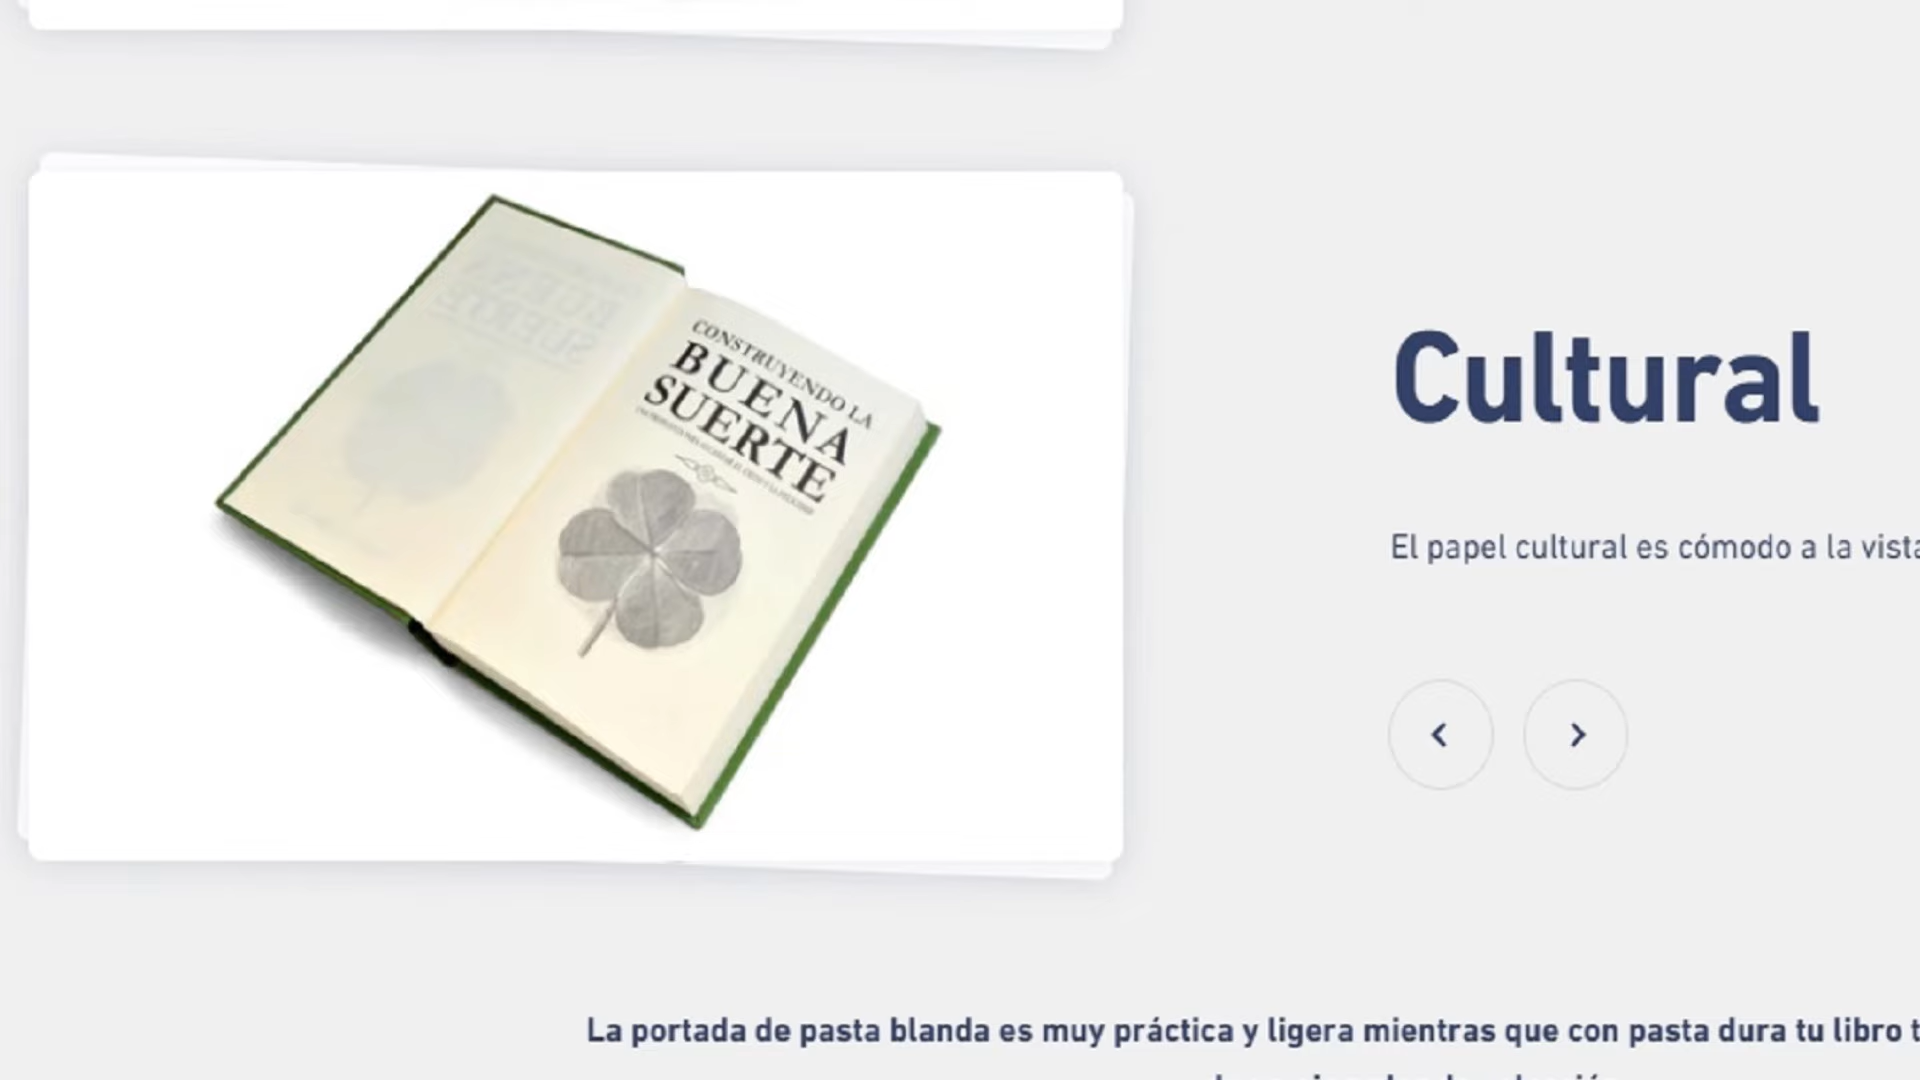 CONSTRUYENDO LA
BUENA
SUERTE
Cultural
El papel cultural es cómodo a la vista
La portada de pasta blanda es muy práctica y ligera mientras que con pasta dura tu libro t